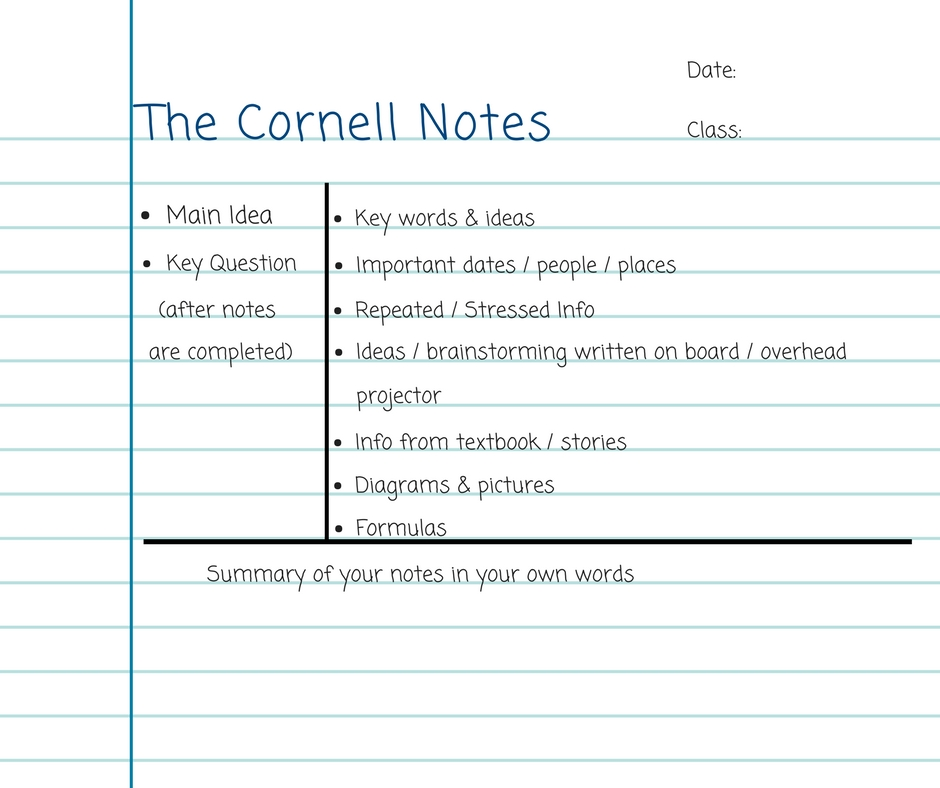 Date:
The Cornell Notes
Class:
• Main Idea
• Key Question
(after notes
are completed)
• Key words & ideas
• Important dates / people / places
• Repeated / Stressed Info
• Ideas / brainstorming written on board / overhead
projector
• Info from textbook / stories
• Diagrams & pictures
• Formulas
Summary of your notes in your own words